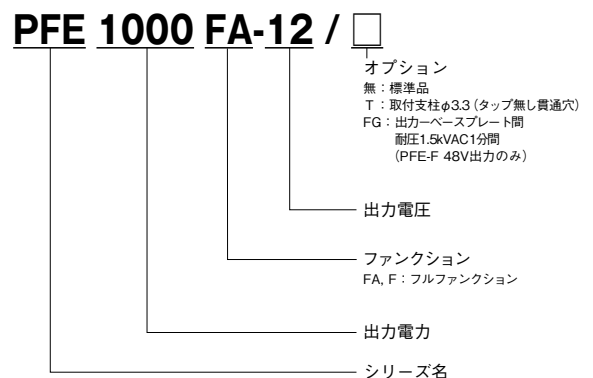 PFE 1000 FA-12 / □
オプション
無：標準品
T：取付支柱φ3.3（タップ無し貫通穴）
FG：出力ーベースプレート間
耐圧1.5kVAC1分間
（PFE-F 48V出力のみ）
出力電圧
ファンクション
FA, F：フルファンクション
出力電力
シリーズ名